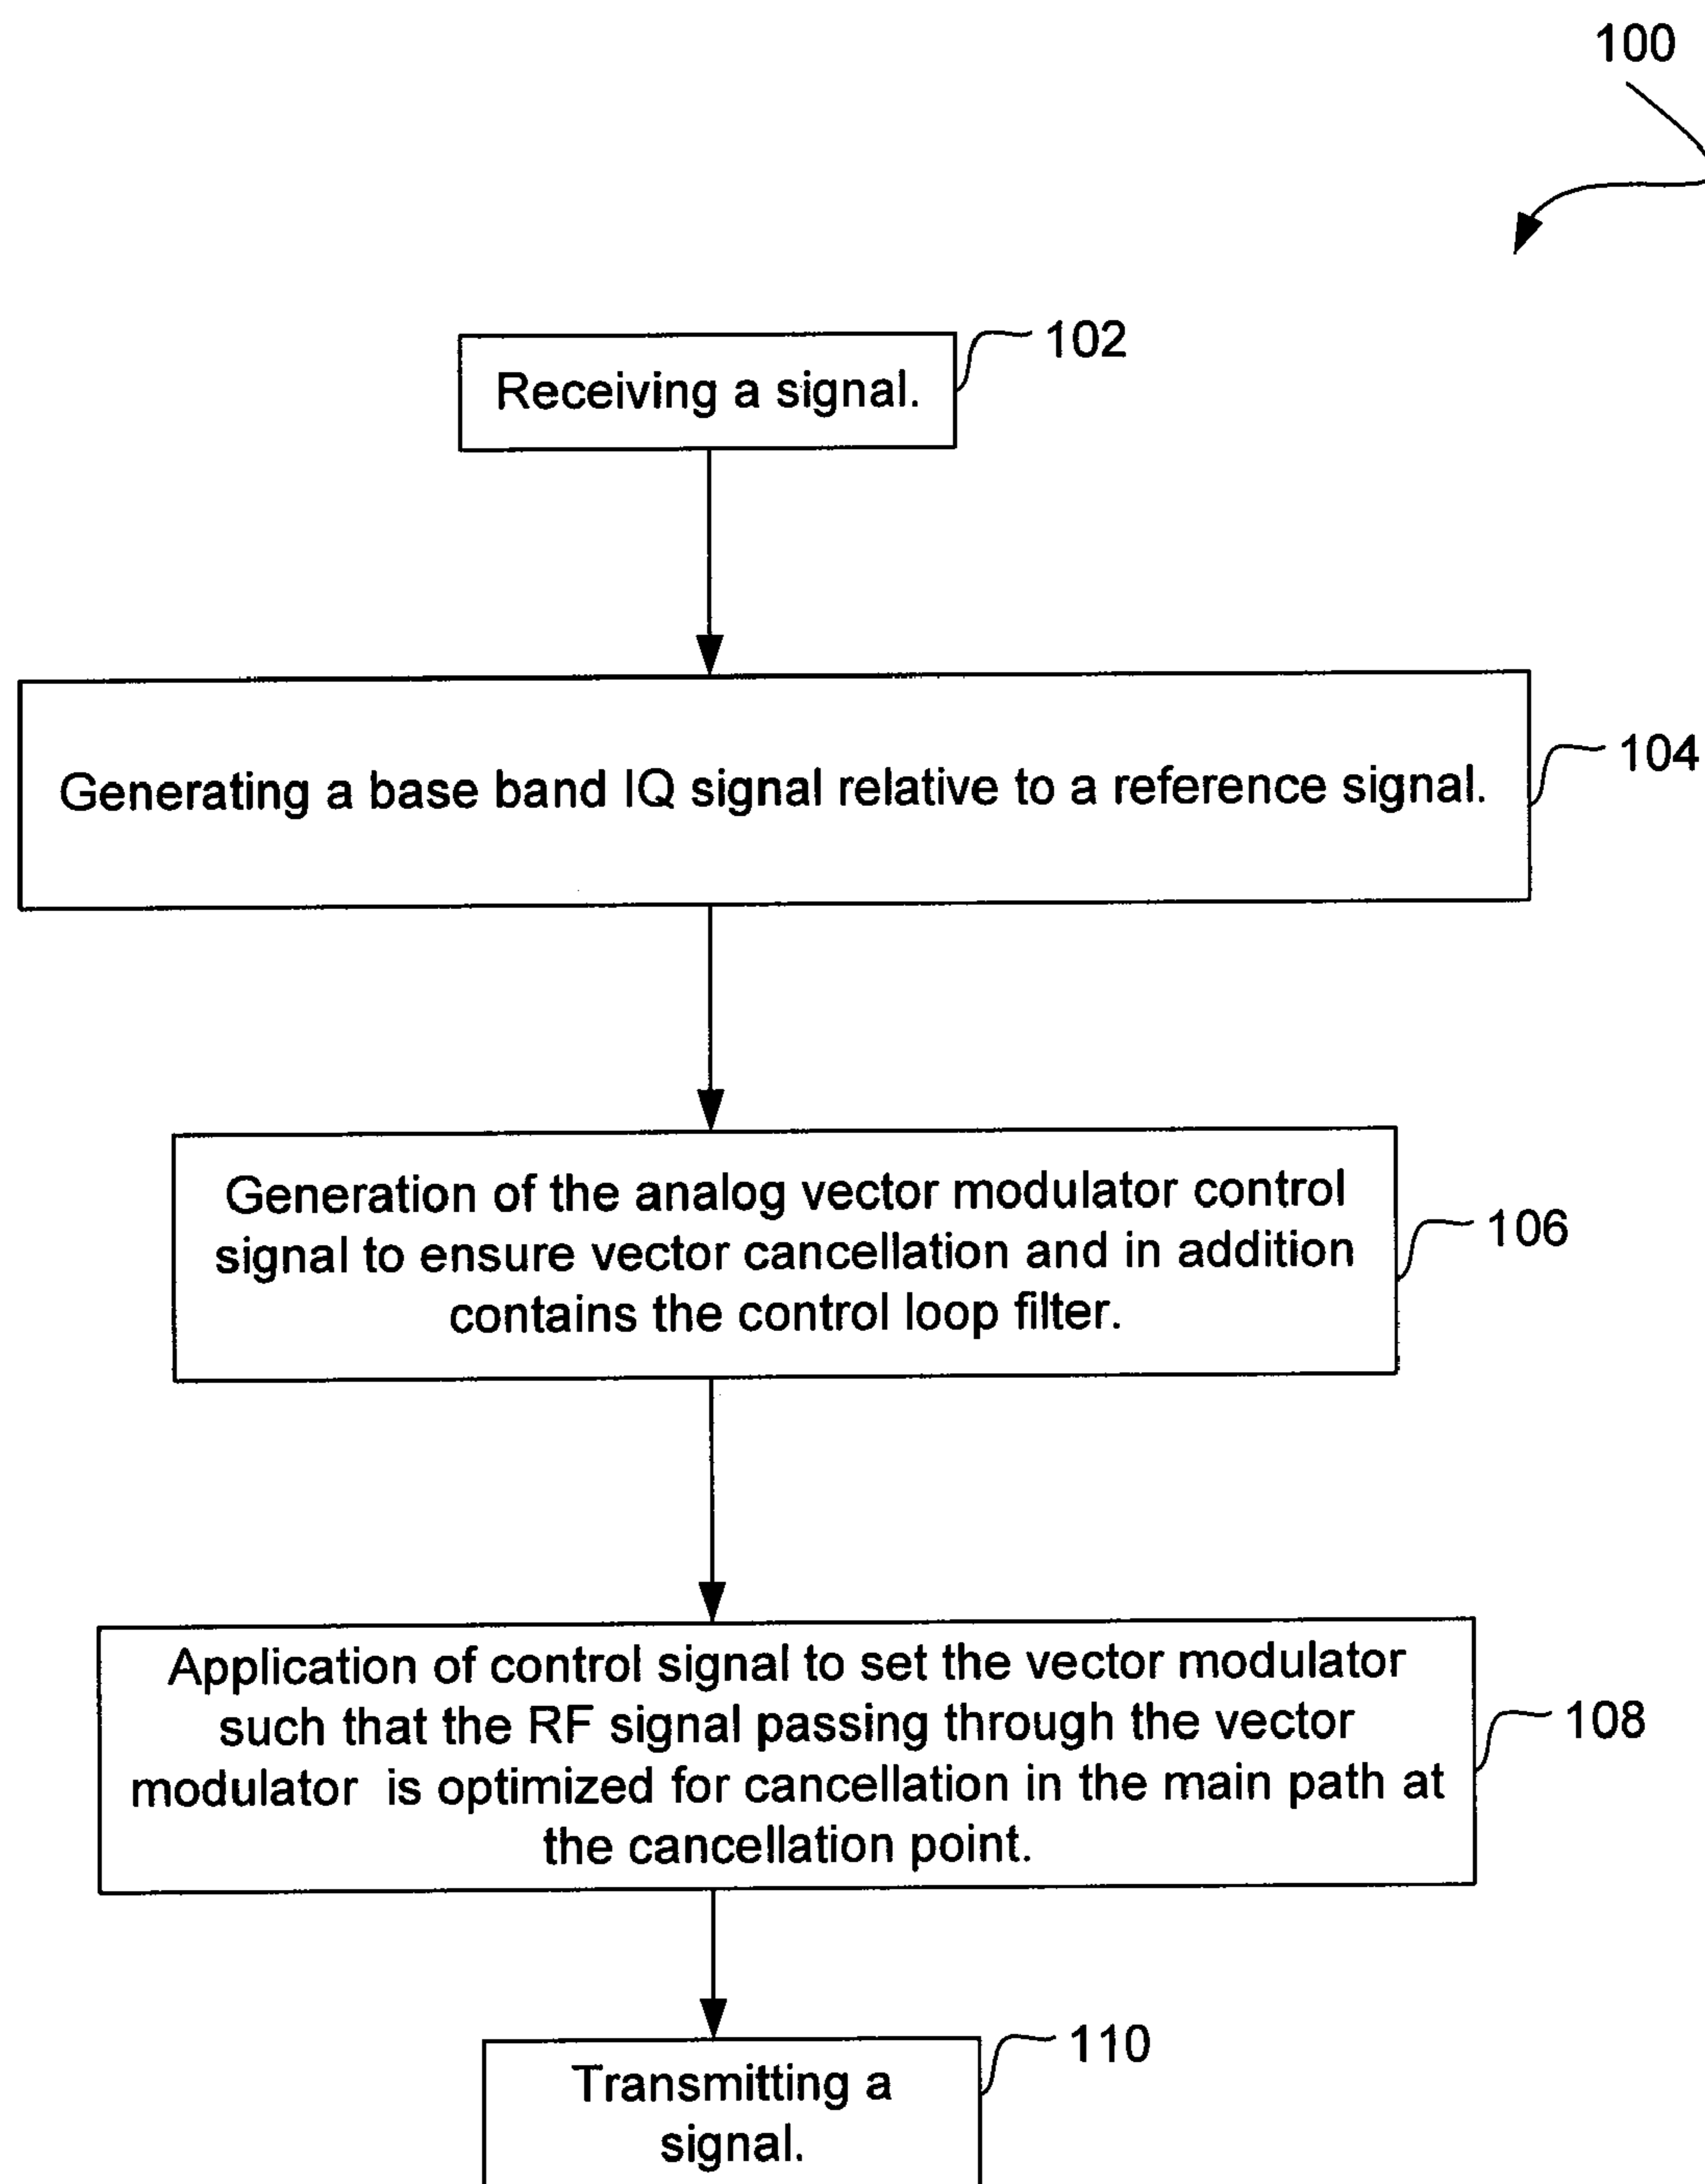 100
102
Receiving a signal.
104
Generating a base band IQ signal relative to a reference signal.
Generation of the analog vector modulator control
signal to ensure vector cancellation and in addition
contains the control loop filter.
106
Application of control signal to set the vector modulator
such that the RF signal passing through the vector
modulator is optimized for cancellation in the main path at
the cancellation point.
108
110
Transmitting a
signal.